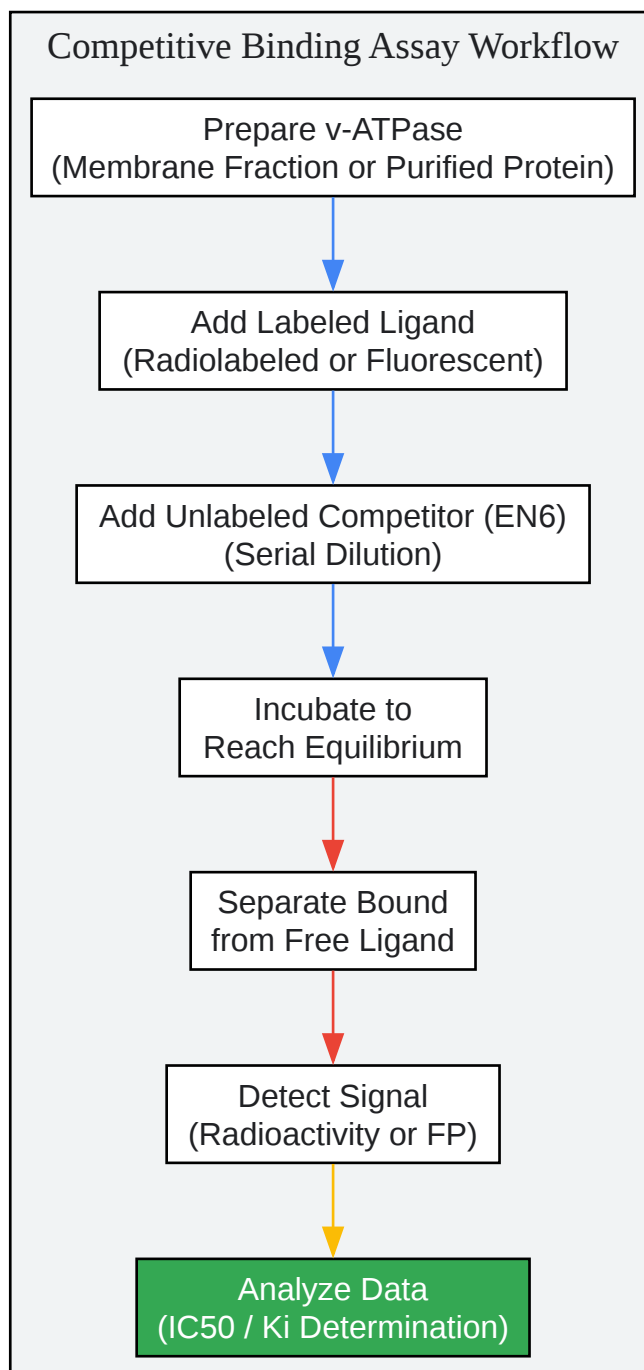 Competitive Binding Assay Workflow
Prepare v-ATPase
(Membrane Fraction or Purified Protein)
Add Labeled Ligand
(Radiolabeled or Fluorescent)
Add Unlabeled Competitor (EN6)
(Serial Dilution)
Incubate to
Reach Equilibrium
Separate Bound
from Free Ligand
Detect Signal
(Radioactivity or FP)
Analyze Data
(IC50 / Ki Determination)